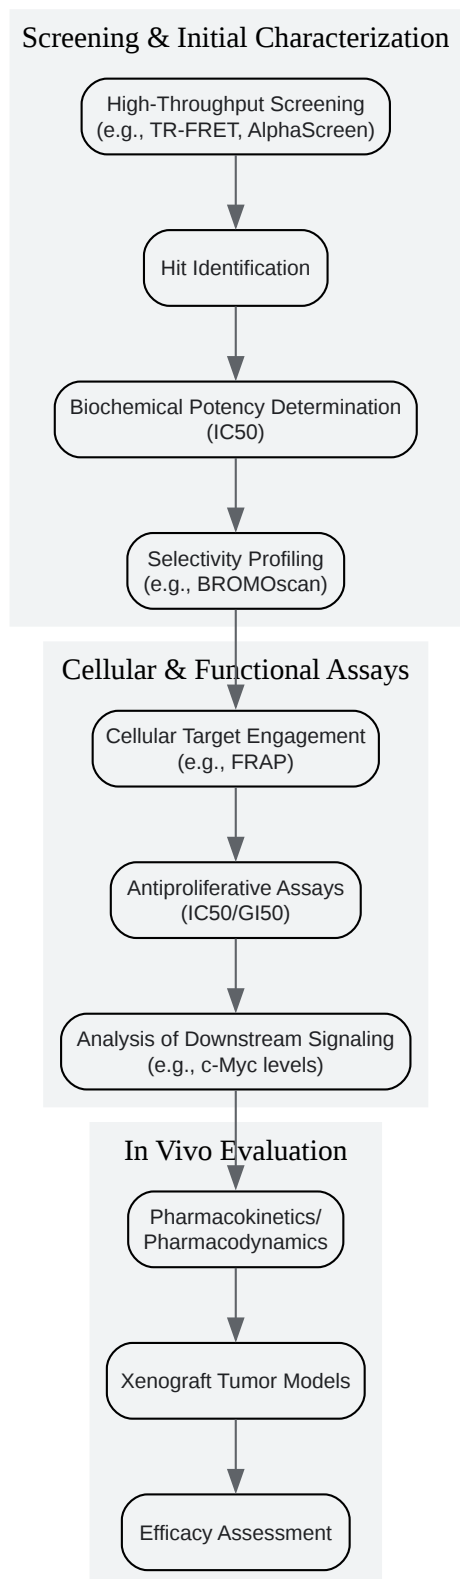 Screening & Initial Characterization
High-Throughput Screening
(e.g., TR-FRET, AlphaScreen)
Hit Identification
Biochemical Potency Determination
(IC50)
Selectivity Profiling
(e.g., BROMOscan)
Cellular & Functional Assays
Cellular Target Engagement
(e.g., FRAP)
Antiproliferative Assays
(IC50/GI50)
Analysis of Downstream Signaling
(e.g., c-Myc levels)
In Vivo Evaluation
Pharmacokinetics/
Pharmacodynamics
Xenograft Tumor Models
Efficacy Assessment